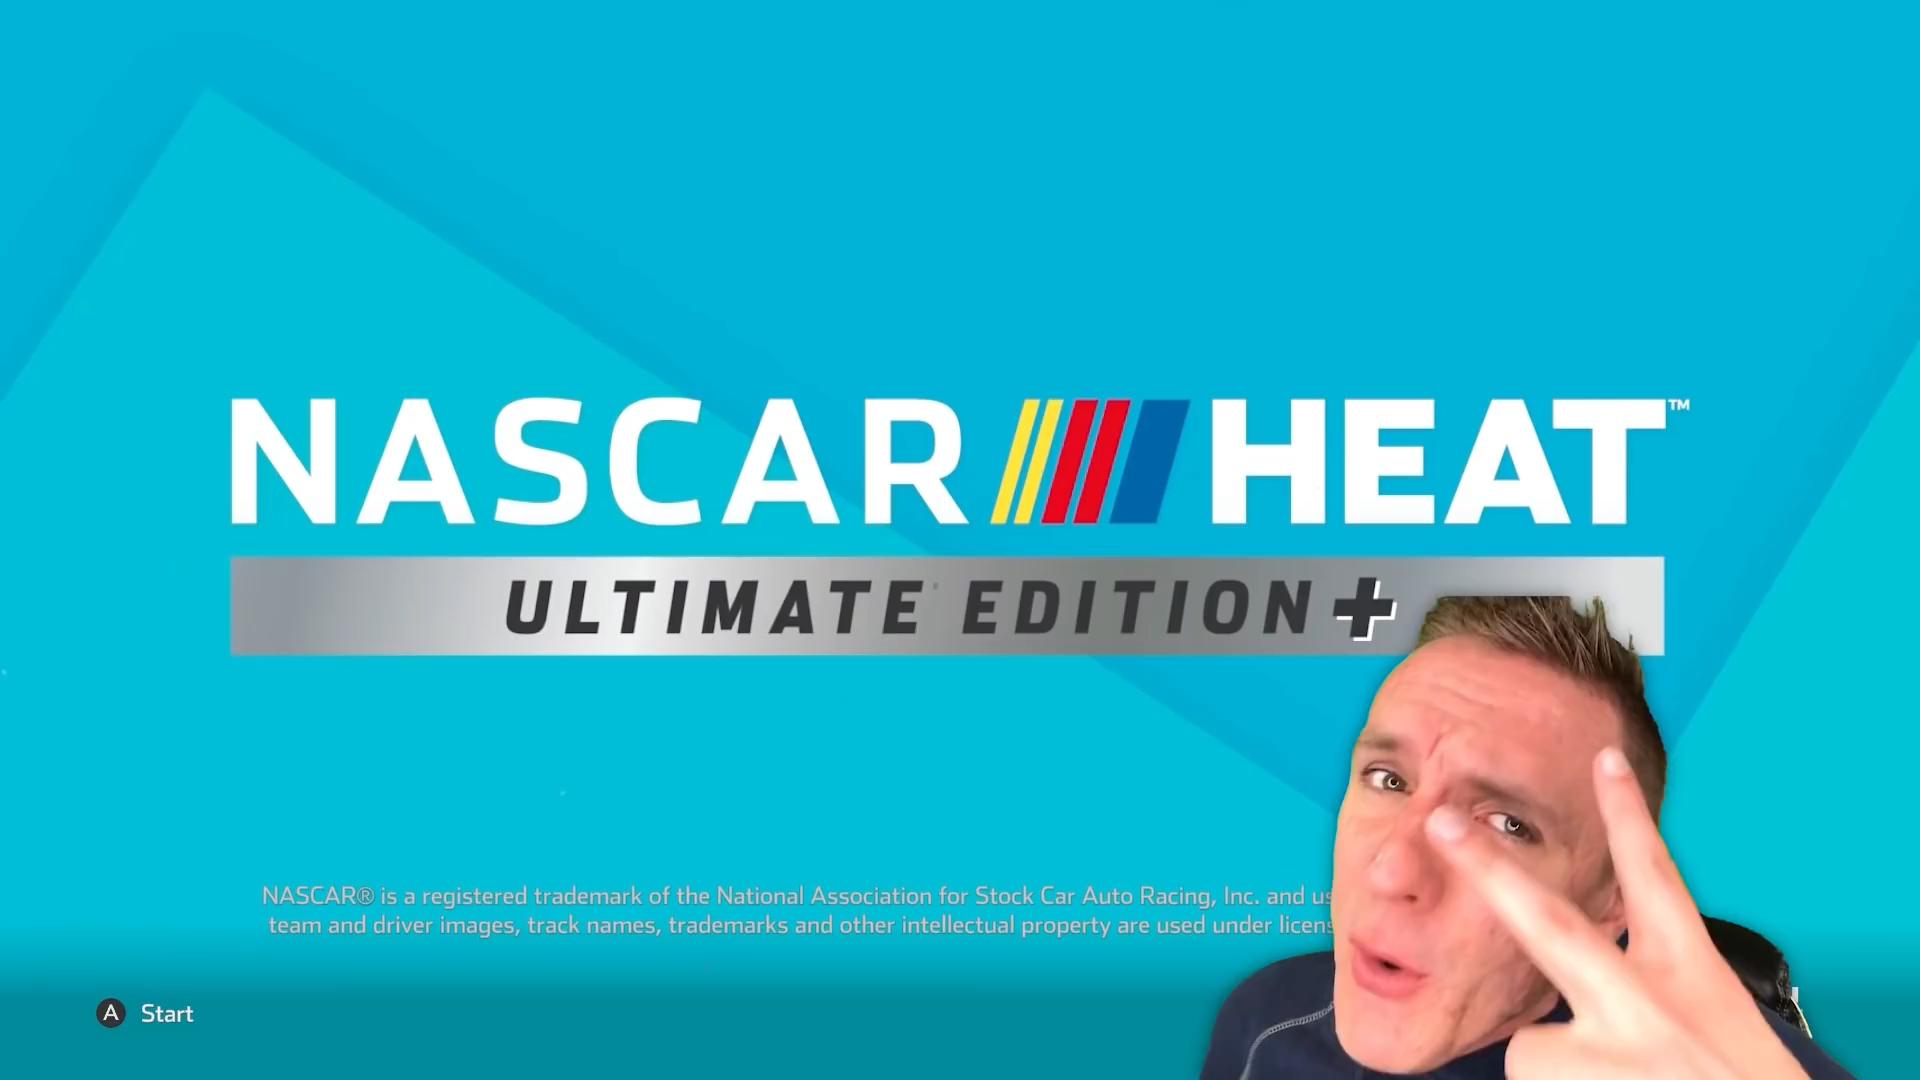 NASCAR HEAT™
ULTIMATE EDITION+
NASCAR® is a registered trademark of the National Association for Stock Car Auto Racing, Inc. and
team and driver images, track names, trademarks and other intellectual property are used under
A Start